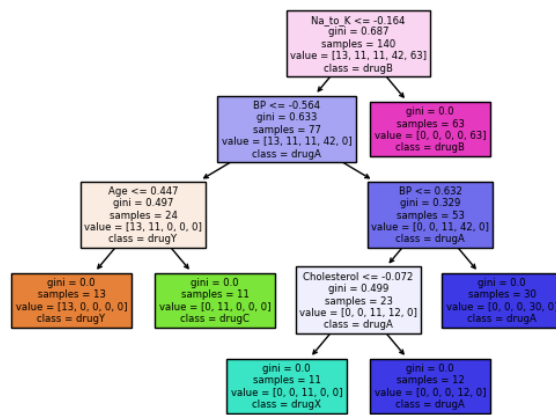 Na_to_K <= -0.164
gini = 0.687
samples = 140
value = [13, 11, 11, 42, 63]
class = drugB
BP <= -0.564
gini = 0.633
samples = 77
value = [13, 11, 11, 42, 0]
class = drugA
gini = 0.0
samples = 63
value = [0, 0, 0, 0, 63]
class = drugB
Age <= 0.447
gini = 0.497
samples = 24
value = [13, 11, 0, 0, 0]
class = drugY
BP <= 0.632
gini = 0.329
samples = 53
value = [0, 0, 11, 42, 0]
class = drugA
gini = 0.0
samples = 13
value = [13, 0, 0, 0, 0]
class = drugY
gini = 0.0
samples = 11
value = [0, 11, 0, 0, 0]
class = drugC
Cholesterol <= -0.072
gini = 0.499
samples = 23
value = [0, 0, 11, 12, 0]
class = drugA
gini = 0.0
samples = 30
value = [0, 0, 0, 30, 0]
class = drugA
gini = 0.0
samples = 11
value = [0, 0, 11, 0, 0]
class = drugX
gini = 0.0
samples = 12
value = [0, 0, 0, 12, 0]
class = drugA